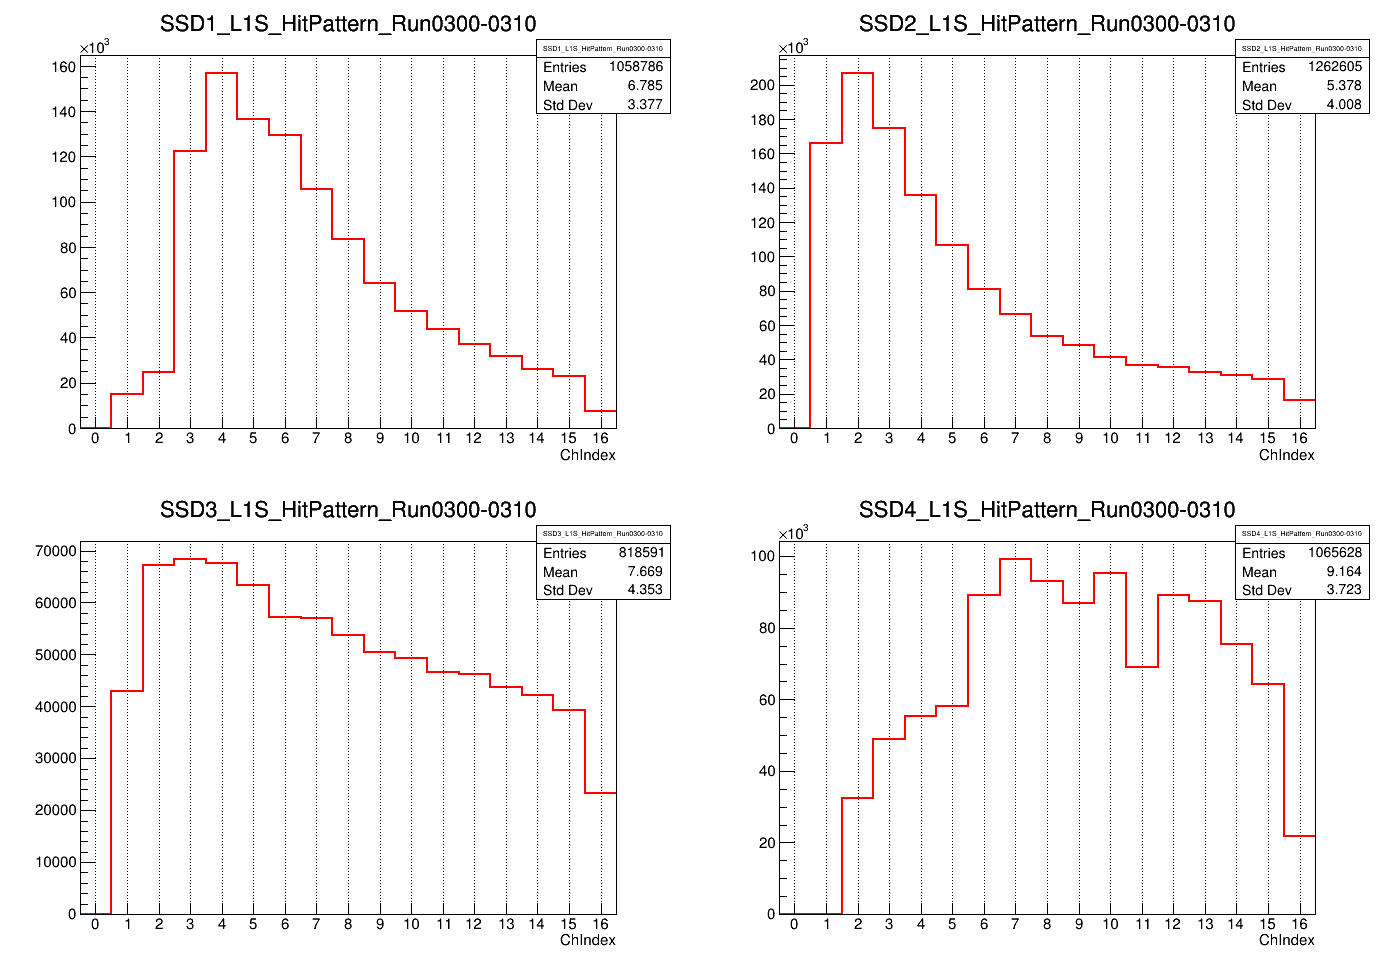 SSD1_L1S_HitPattern_Run0300-0310
×10³
SSD1_L1S_HitPattern_Run0300-0310
Entries 1058786
Mean 6.785
Std Dev 3.377
160
140
120
100
80
60
40
20
0
0 1 2 3 4 5 6 7 8 9 10 11 12 13 14 15 16
ChIndex
SSD2_L1S_HitPattern_Run0300-0310
×10³
SSD2_L1S_HitPattern_Run0300-0310
Entries 1262605
Mean 5.378
Std Dev 4.008
200
180
160
140
120
100
80
60
40
20
0
0 1 2 3 4 5 6 7 8 9 10 11 12 13 14 15 16
ChIndex
SSD3_L1S_HitPattern_Run0300-0310
SSD3_L1S_HitPattern_Run0300-0310
Entries 818591
Mean 7.669
Std Dev 4.353
70000
60000
50000
40000
30000
20000
10000
0
0 1 2 3 4 5 6 7 8 9 10 11 12 13 14 15 16
ChIndex
SSD4_L1S_HitPattern_Run0300-0310
×10³
SSD4_L1S_HitPattern_Run0300-0310
Entries 1065628
Mean 9.164
Std Dev 3.723
100
80
60
40
20
0
0 1 2 3 4 5 6 7 8 9 10 11 12 13 14 15 16
ChIndex